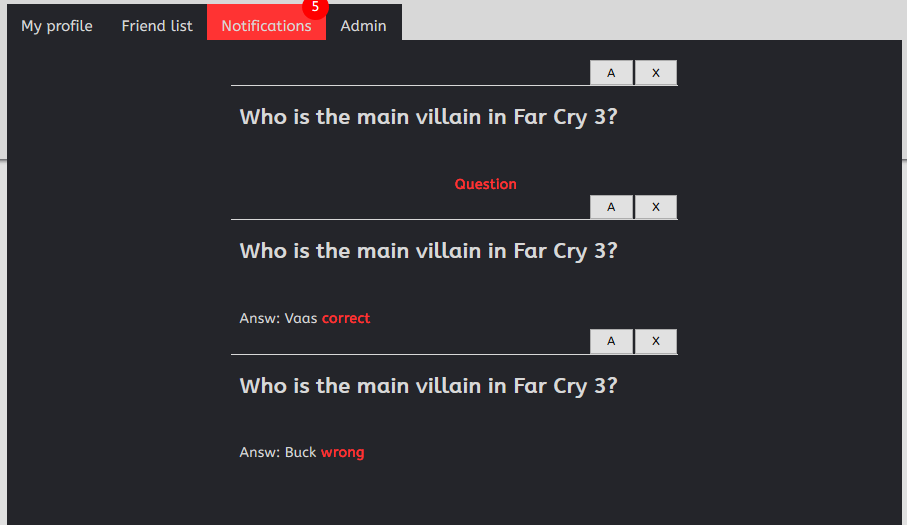 5
My profile Friend list Notifications Admin
A X
Who is the main villain in Far Cry 3?
Question
A X
Who is the main villain in Far Cry 3?
Answ: Vaas correct
A X
Who is the main villain in Far Cry 3?
Answ: Buck wrong